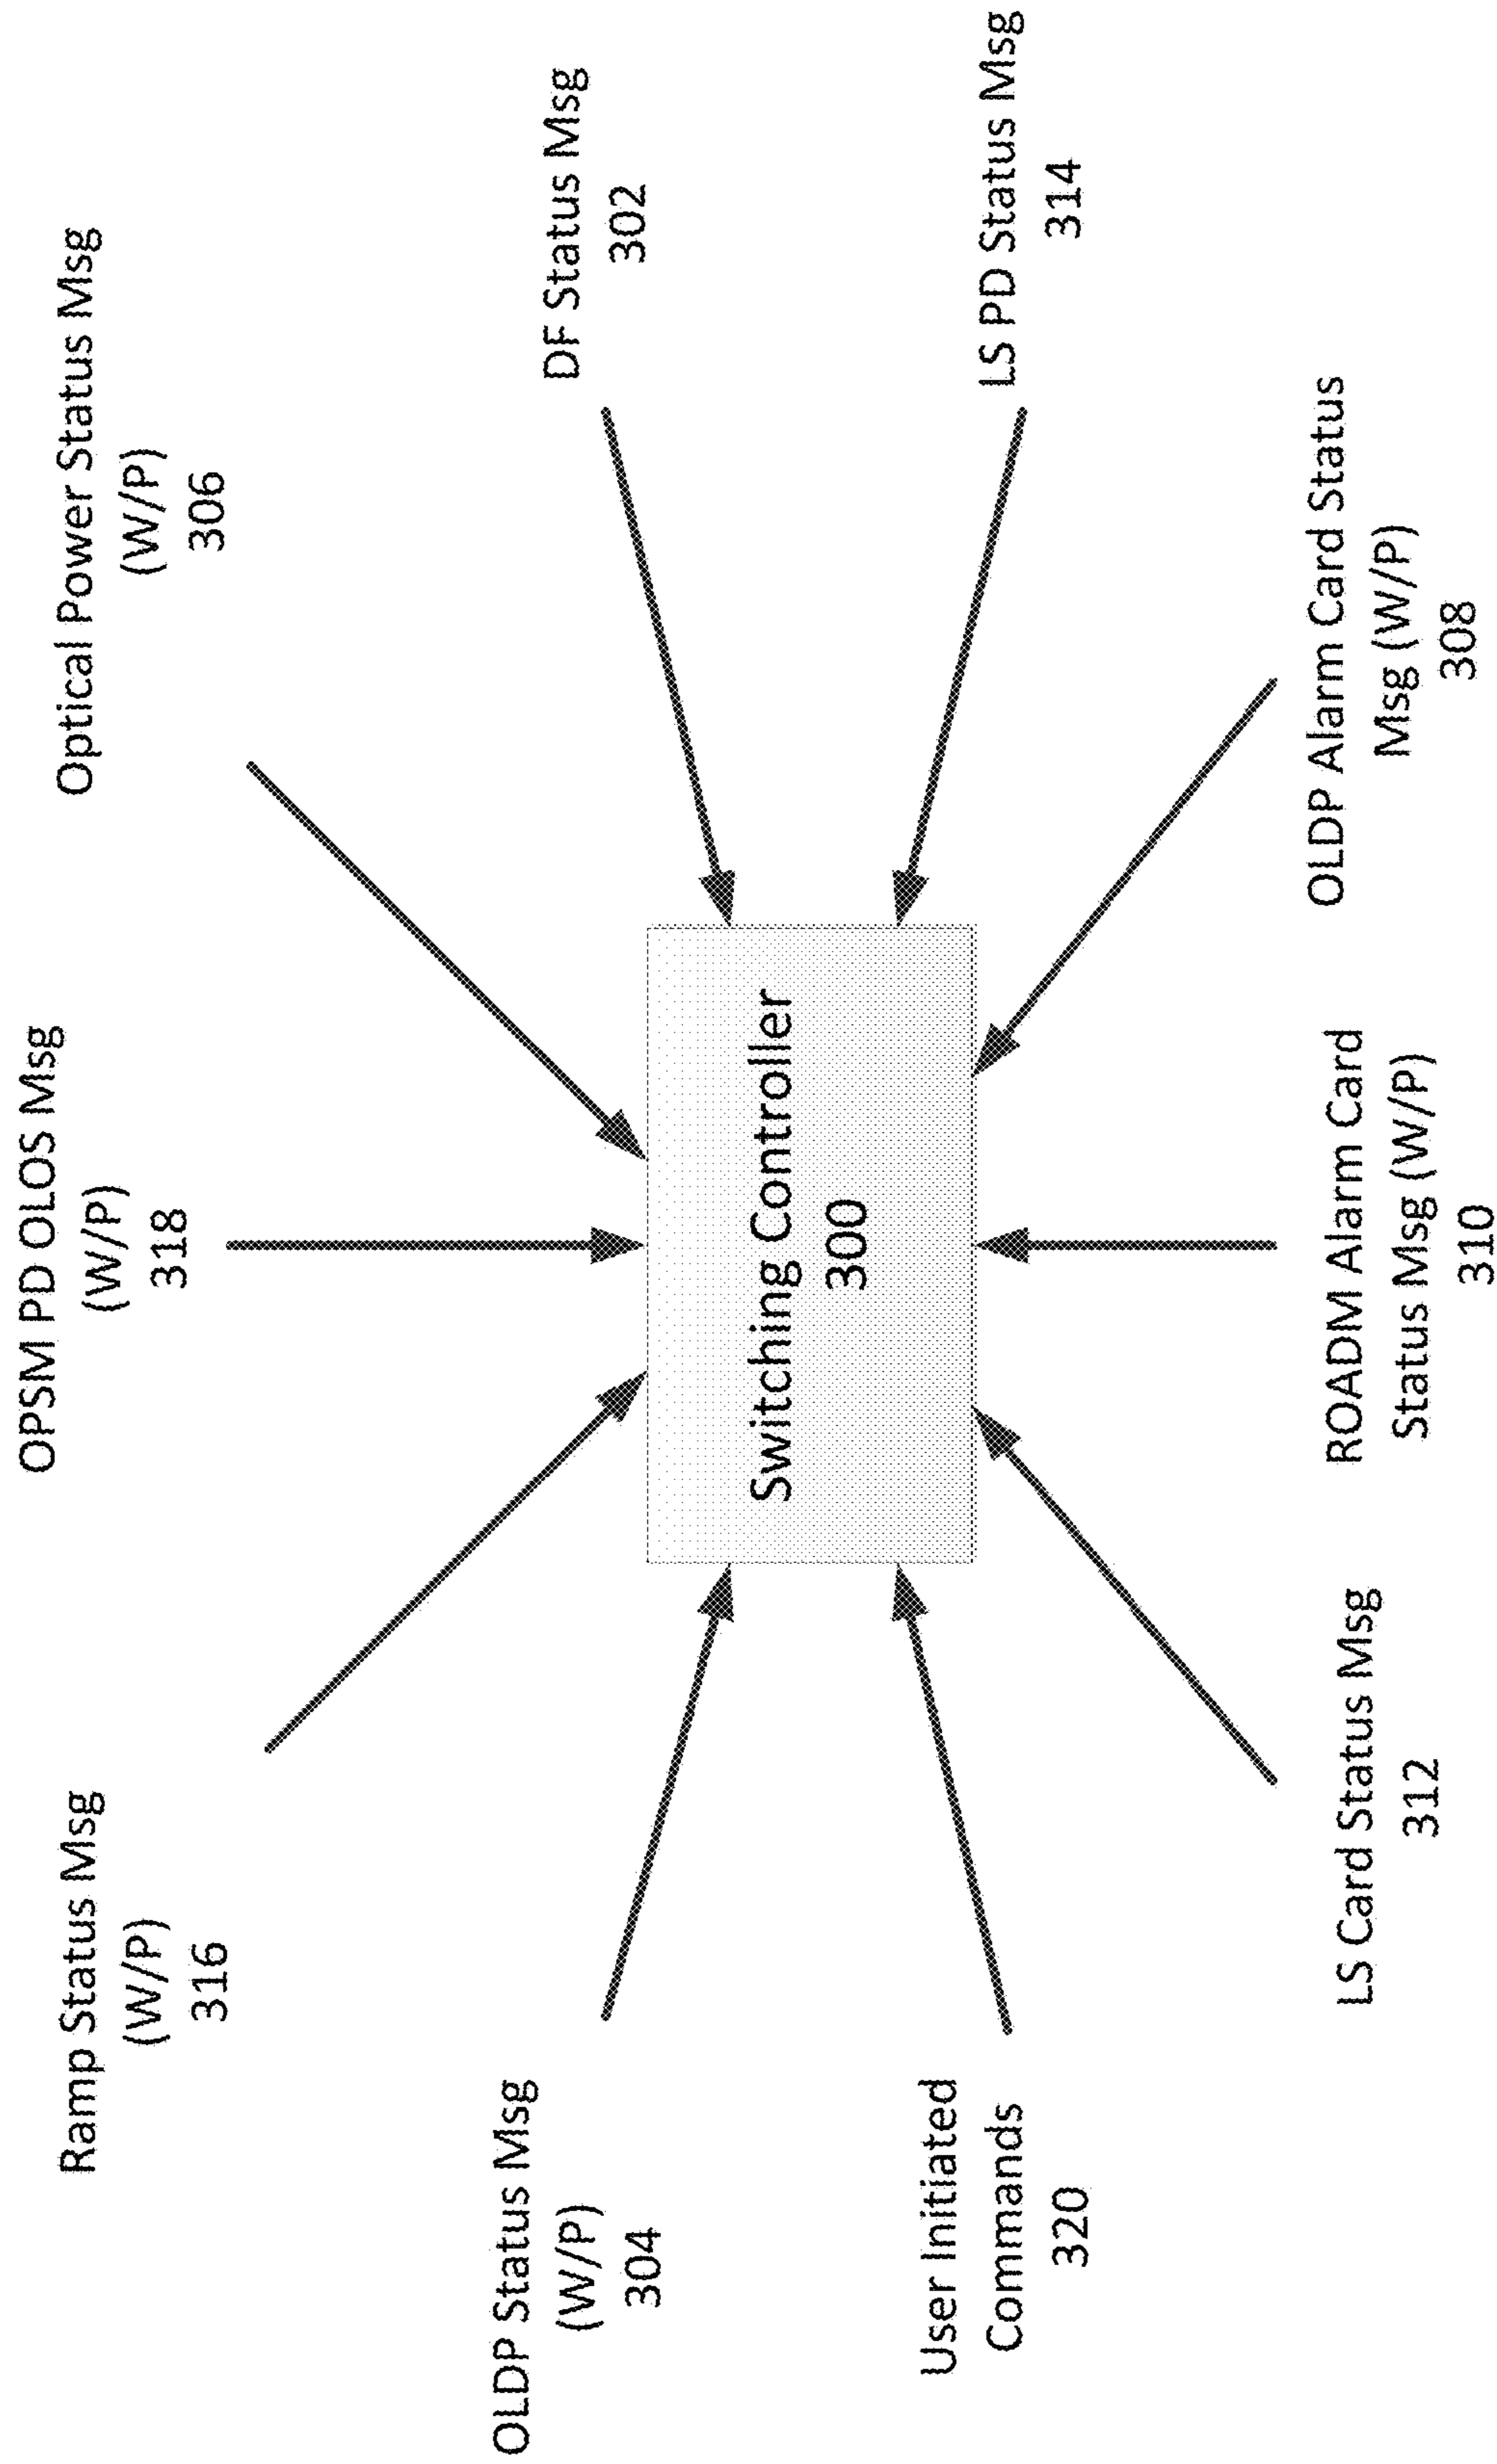 OPSM PD OLOS Msg
(W/P)
318
Ramp Status Msg
(W/P)
316
Optical Power Status Msg
(W/P)
306
OLDP Status Msg
(W/P)
304
DF Status Msg
302
Switching Controller
300
User Initiated
Commands
320
LS PD Status Msg
314
LS Card Status Msg
312
ROADM Alarm Card
Status Msg (W/P)
310
OLDP Alarm Card Status
Msg (W/P)
308